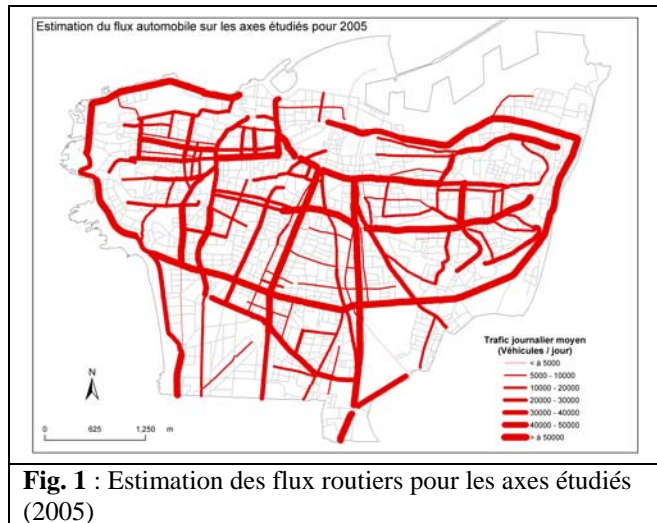 Estimation du flux automobile sur les axes étudiés pour 2005
Trafic journalier moyen
(Véhicules / jour)
< à 5000
5000 - 10000
10000 - 20000
20000 - 30000
30000 - 40000
40000 - 50000
> à 50000
N
0 625 1,250 m
Fig. 1 : Estimation des flux routiers pour les axes étudiés
(2005)